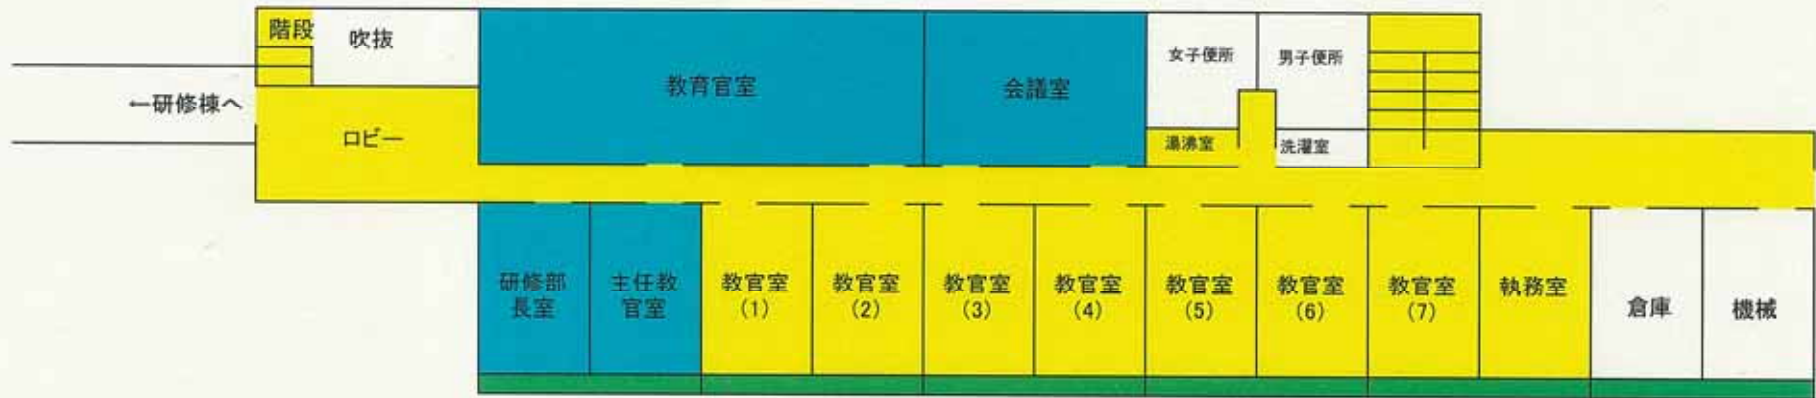 階段
吹抜
教育官室
会議室
女子便所
男子便所
←研修棟へ
ロビー
湯沸室
洗濯室
研修部
長室
主任教
官室
教官室
(1)
教官室
(2)
教官室
(3)
教官室
(4)
教官室
(5)
教官室
(6)
教官室
(7)
執務室
倉庫
機械